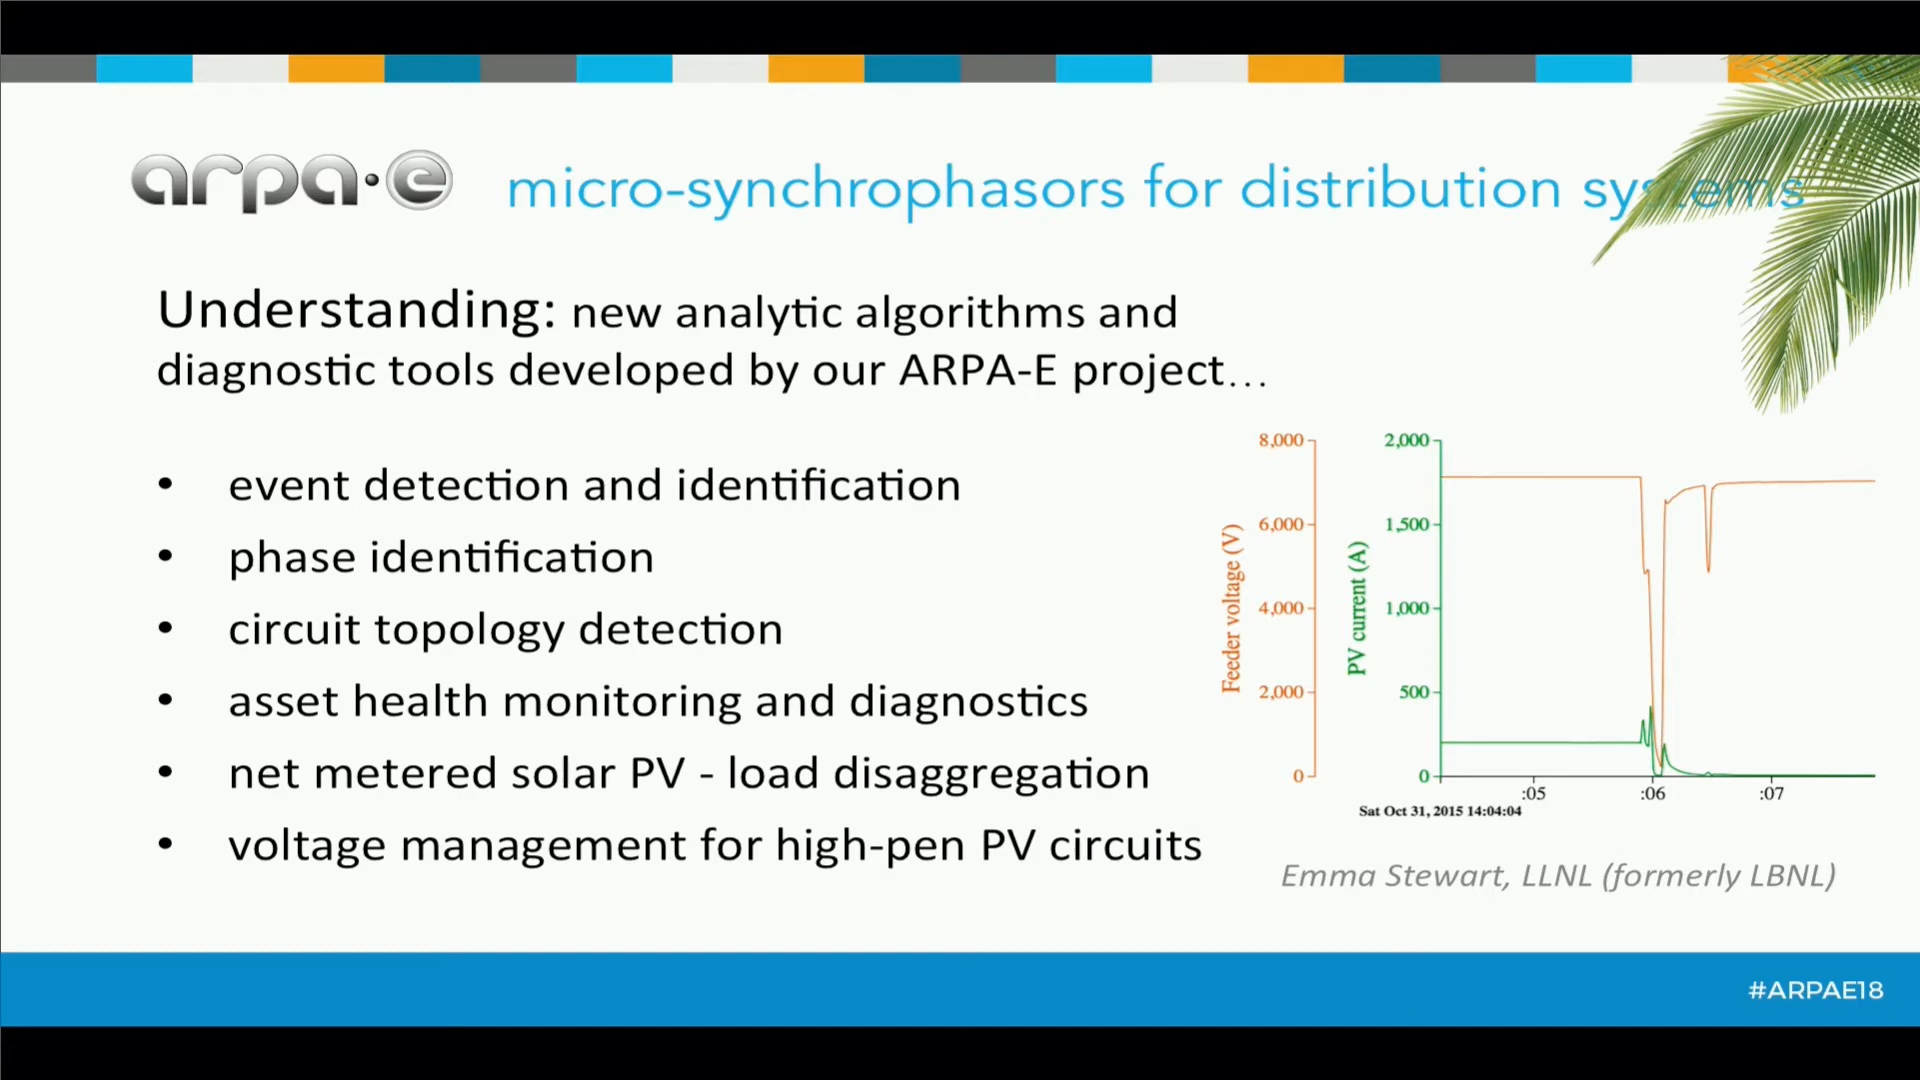 arpa·e micro-synchrophasors for distribution systems
Understanding: new analytic algorithms and
diagnostic tools developed by our ARPA-E project...
• event detection and identification
• phase identification
• circuit topology detection
• asset health monitoring and diagnostics
• net metered solar PV - load disaggregation
• voltage management for high-pen PV circuits
Feeder voltage (V)
8,000
6,000
4,000
2,000
0
PV current (A)
2,000
1,500
1,000
500
0
:05 :06 :07
Sat Oct 31, 2015 14:04:04
Emma Stewart, LLNL (formerly LBNL)
#ARPAE18